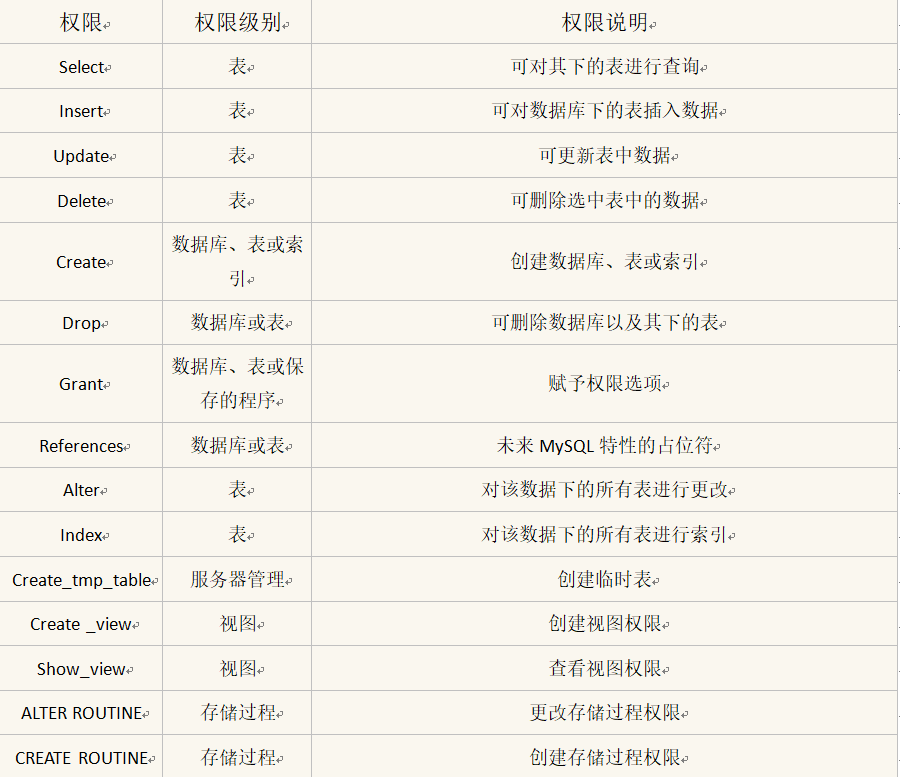 权限 权限级别 权限说明
Select 表 可对其下的表进行查询
Insert 表 可对数据库下的表插入数据
Update 表 可更新表中数据
Delete 表 可删除选中表中的数据
Create 数据库、表或索
引 创建数据库、表或索引
Drop 数据库或表 可删除数据库以及其下的表
Grant 数据库、表或保
存的程序 赋予权限选项
References 数据库或表 未来 MySQL 特性的占位符
Alter 表 对该数据下的所有表进行更改
Index 表 对该数据下的所有表进行索引
Create_tmp_table 服务器管理 创建临时表
Create _view 视图 创建视图权限
Show_view 视图 查看视图权限
ALTER ROUTINE 存储过程 更改存储过程权限
CREATE ROUTINE 存储过程 创建存储过程权限